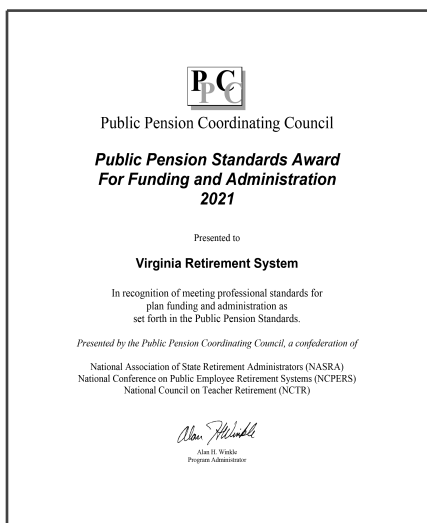 PPCC
Public Pension Coordinating Council
Public Pension Standards Award
For Funding and Administration
2021
Presented to
Virginia Retirement System
In recognition of meeting professional standards for
plan funding and administration as
set forth in the Public Pension Standards.
Presented by the Public Pension Coordinating Council, a confederation of
National Association of State Retirement Administrators (NASRA)
National Conference on Public Employee Retirement Systems (NCPERS)
National Council on Teacher Retirement (NCTR)
Alan H. Winkle
Alan H. Winkle
Program Administrator